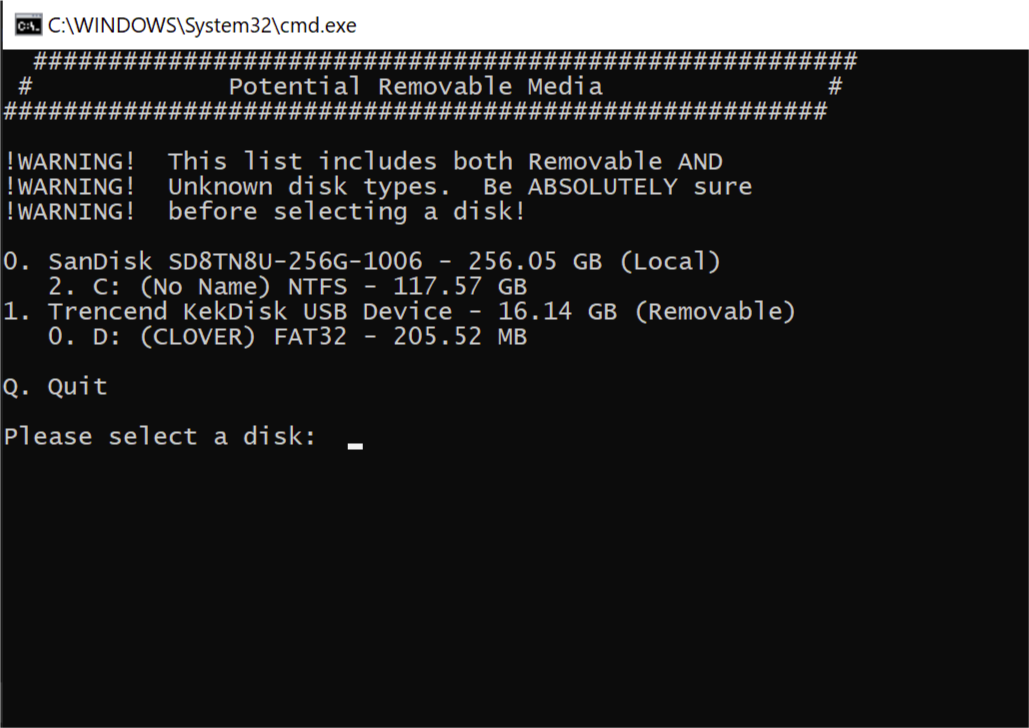 C:\WINDOWS\System32\cmd.exe
#######################################################
# Potential Removable Media #
#######################################################
!WARNING! This list includes both Removable AND
!WARNING! Unknown disk types. Be ABSOLUTELY sure
!WARNING! before selecting a disk!
0. SanDisk SD8TN8U-256G-1006 - 256.05 GB (Local)
2. C: (No Name) NTFS - 117.57 GB
1. Trencend KekDisk USB Device - 16.14 GB (Removable)
0. D: (CLOVER) FAT32 - 205.52 MB
Q. Quit
Please select a disk: _